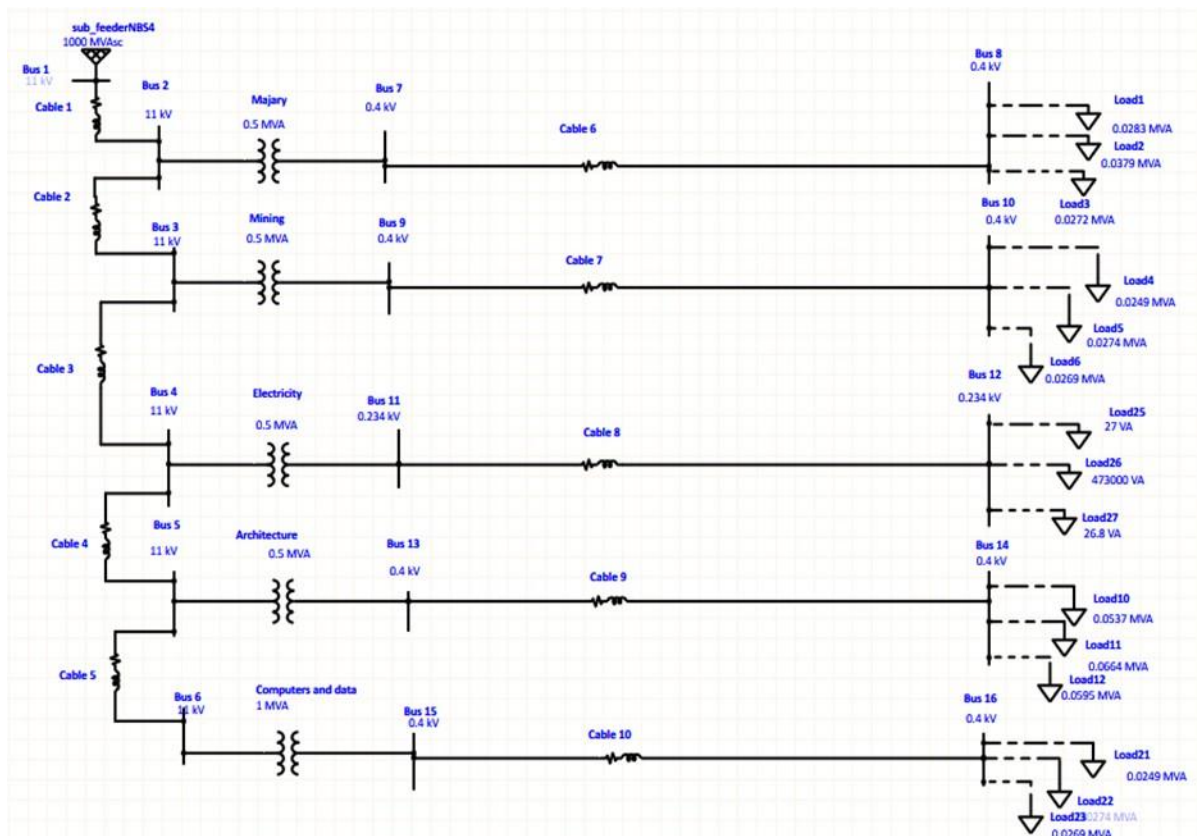 sub_feederNBS4
1000 MVAsc
Bus 1
11 kV
Cable 1
Bus 2
11 kV
Majary
0.5 MVA
Bus 7
0.4 kV
Cable 6
Bus 8
0.4 kV
Load1
0.0283 MVA
Load2
0.0379 MVA
Load3
0.0272 MVA
Cable 2
Bus 3
11 kV
Mining
0.5 MVA
Bus 9
0.4 kV
Cable 7
Bus 10
0.4 kV
Load4
0.0249 MVA
Load5
0.0274 MVA
Load6
0.0269 MVA
Cable 3
Bus 4
11 kV
Electricity
0.5 MVA
Bus 11
0.234 kV
Cable 8
Bus 12
0.234 kV
Load25
27 VA
Load26
473000 VA
Load27
26.8 VA
Cable 4
Bus 5
11 kV
Architecture
0.5 MVA
Bus 13
0.4 kV
Cable 9
Bus 14
0.4 kV
Load10
0.0537 MVA
Load11
0.0664 MVA
Load12
0.0595 MVA
Cable 5
Bus 6
11 kV
Computers and data
1 MVA
Bus 15
0.4 kV
Cable 10
Bus 16
0.4 kV
Load21
0.0249 MVA
Load22
0.0274 MVA
Load23
0.0269 MVA